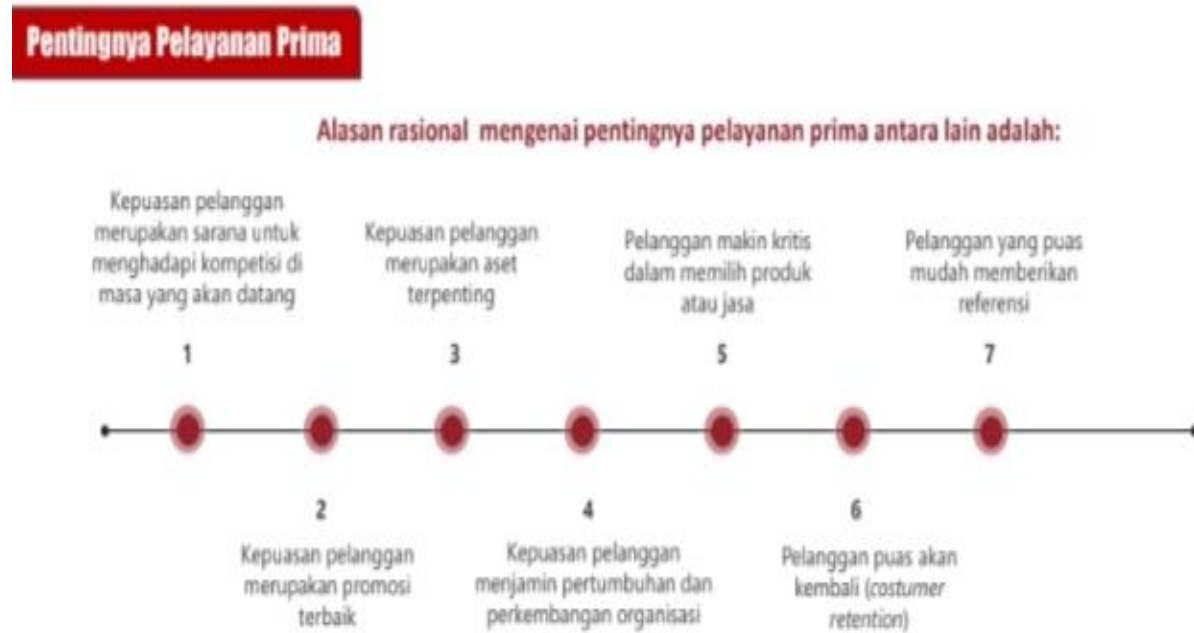 Pentingnya Pelayanan Prima
Alasan rasional mengenai pentingnya pelayanan prima antara lain adalah:
Kepuasan pelanggan
merupakan sarana untuk
menghadapi kompetisi di
masa yang akan datang
1
2
Kepuasan pelanggan
merupakan promosi
terbaik
Kepuasan pelanggan
merupakan aset
terpenting
3
4
Kepuasan pelanggan
menjamin pertumbuhan dan
perkembangan organisasi
Pelanggan makin kritis
dalam memilih produk
atau jasa
5
6
Pelanggan puas akan
kembali (costumer
retention)
Pelanggan yang puas
mudah memberikan
referensi
7